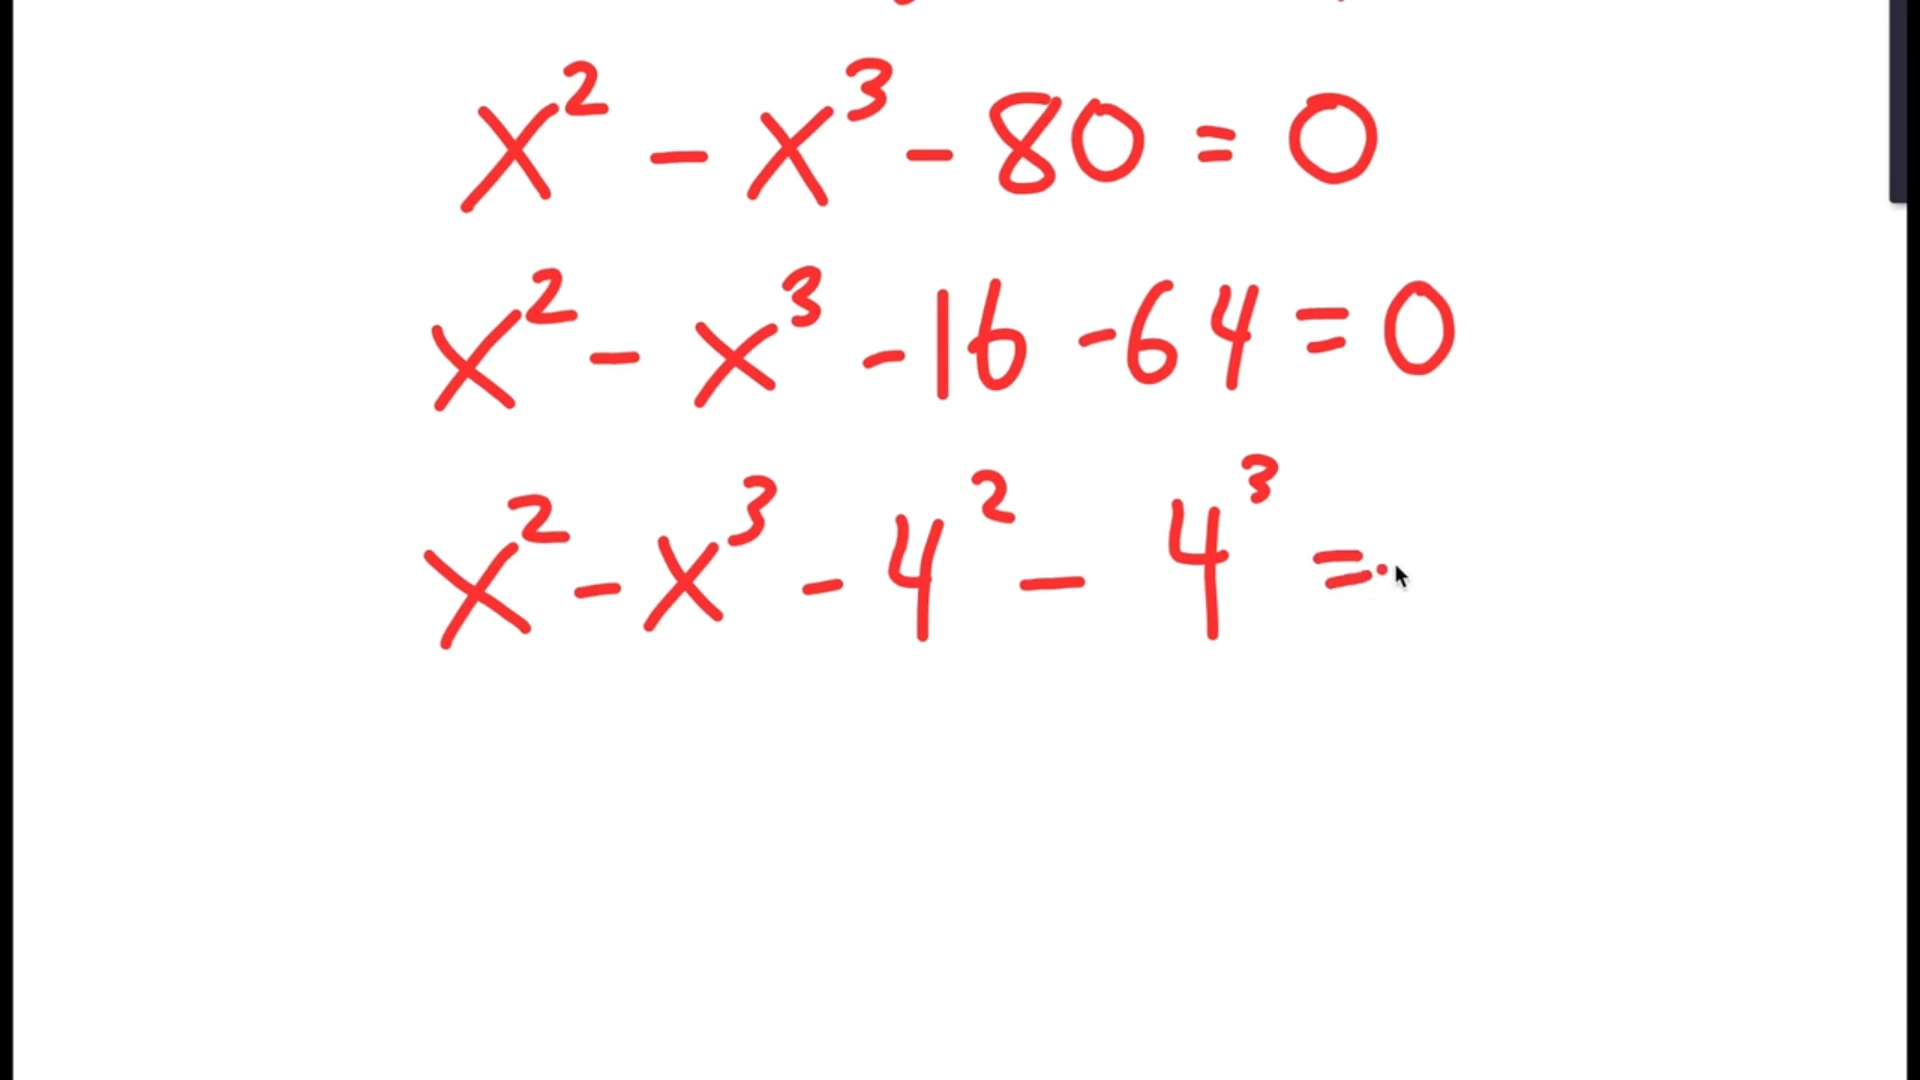 x² - x³ - 80 = 0
x² - x³ - 16 - 64 = 0
x² - x³ - 4² - 4³ =